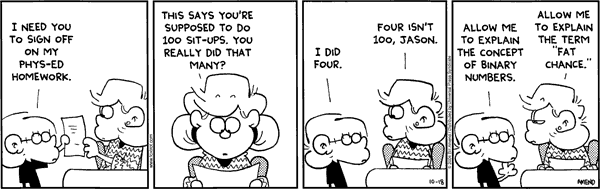 I NEED YOU
TO SIGN OFF
ON MY
PHYS-ED
HOMEWORK.
THIS SAYS YOU'RE
SUPPOSED TO DO
100 SIT-UPS. YOU
REALLY DID THAT
MANY?
I DID
FOUR.
FOUR ISN'T
100, JASON.
10-18
ALLOW ME
TO EXPLAIN
THE CONCEPT
OF BINARY
NUMBERS.
ALLOW ME
TO EXPLAIN
THE TERM
"FAT
CHANCE."
AMEND